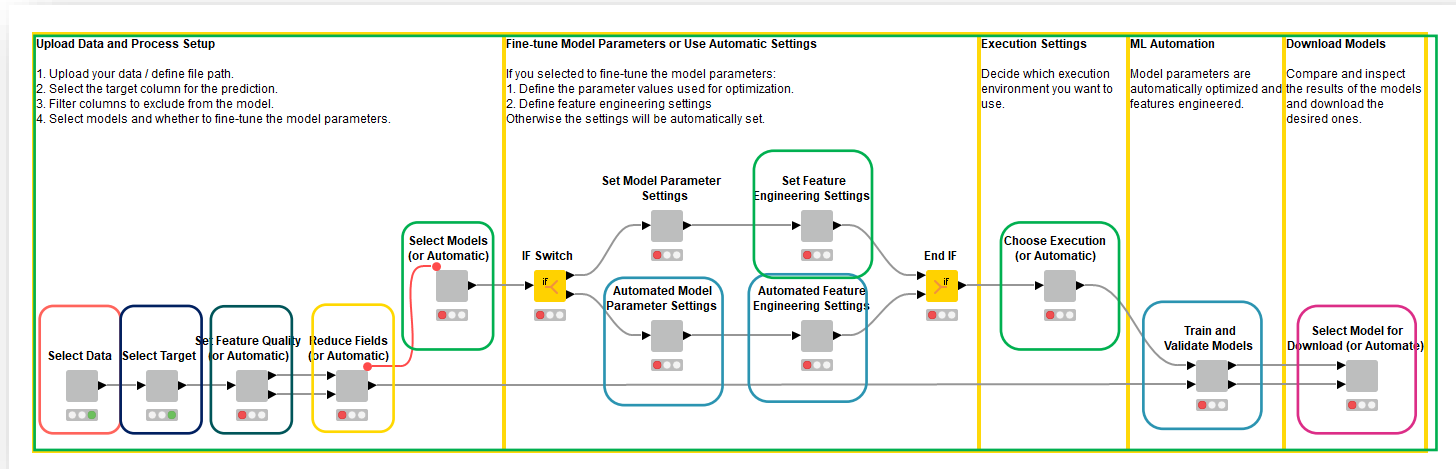 Upload Data and Process Setup
1. Upload your data / define file path.
2. Select the target column for the prediction.
3. Filter columns to exclude from the model.
4. Select models and whether to fine-tune the model parameters.
Fine-tune Model Parameters or Use Automatic Settings
If you selected to fine-tune the model parameters:
1. Define the parameter values used for optimization.
2. Define feature engineering settings
Otherwise the settings will be automatically set.
Execution Settings
Decide which execution
environment you want to
use.
ML Automation
Model parameters are
automatically optimized and
features engineered.
Download Models
Compare and inspect
the results of the models
and download the
desired ones.
Select Data
Select Target
Set Feature Quality
(or Automatic)
Reduce Fields
(or Automatic)
Select Models
(or Automatic)
IF Switch
if
Set Model Parameter
Settings
Set Feature
Engineering Settings
Automated Model
Parameter Settings
Automated Feature
Engineering Settings
End IF
if
Choose Execution
(or Automatic)
Train and
Validate Models
Select Model for
Download (or Automate)